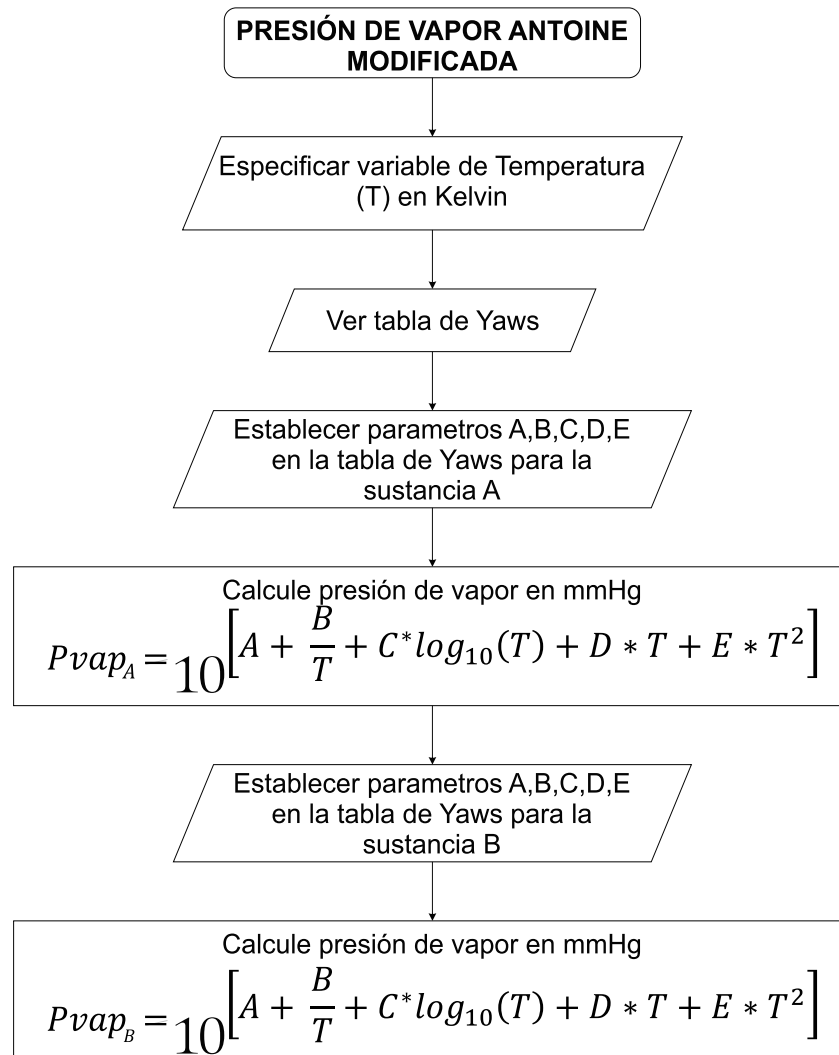 PRESIÓN DE VAPOR ANTOINE
MODIFICADA
Especificar variable de Temperatura
(T) en Kelvin
Ver tabla de Yaws
Establecer parametros A,B,C,D,E
en la tabla de Yaws para la
sustancia A
Calcule presión de vapor en mmHg
Pvap_A = 10^[A + B/T + C*log_10(T) + D * T + E * T^2]
Establecer parametros A,B,C,D,E
en la tabla de Yaws para la
sustancia B
Calcule presión de vapor en mmHg
Pvap_B = 10^[A + B/T + C*log_10(T) + D * T + E * T^2]